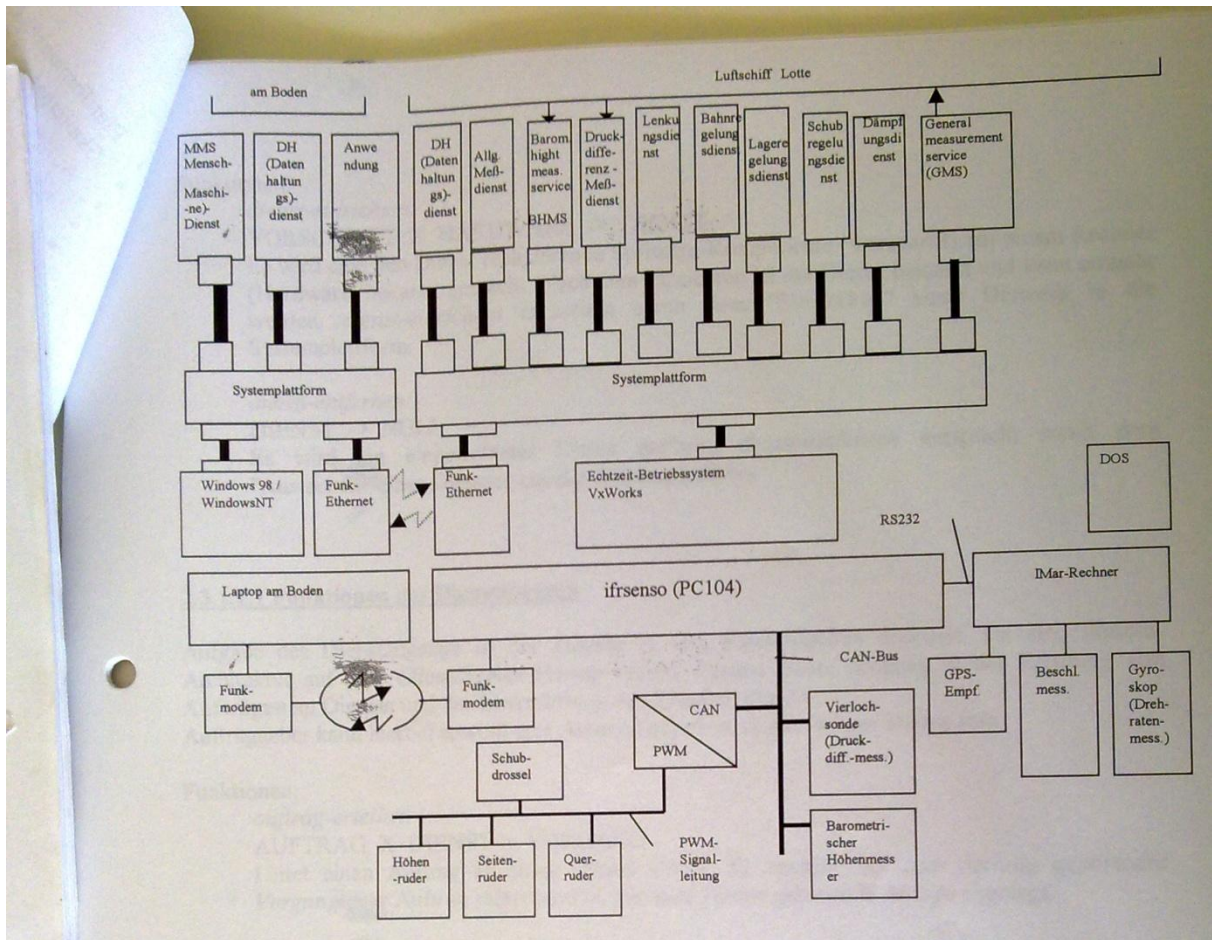 am Boden
Luftschiff Lotte
MMS
Mensch-
Maschi-
-ne)-
Dienst
DH
(Daten
haltun
gs)-
dienst
Anwe
ndung
DH
(Daten
haltun
gs)-
dienst
Allg.
Meß-
dienst
Barom.
hight
meas.
service
BHMS
Druck-
diffe-
renz -
Meß-
dienst
Lenku
ngsdie
nst
Bahnre
gelung
sdienst
Lagere
gelung
sdienst
Schub
regelu
ngsdie
nst
Dämpf
ungsdi
enst
General
measurement
service
(GMS)
Systemplattform
Systemplattform
Windows 98 /
WindowsNT
Funk-
Ethernet
Funk-
Ethernet
Echtzeit-Betriebssystem
VxWorks
DOS
RS232
Laptop am Boden
ifrsenso (PC104)
IMar-Rechner
CAN-Bus
Funk-
modem
Funk-
modem
CAN
PWM
Vierloch-
sonde
(Druck-
diff.-mess.)
GPS-
Empf.
Beschl.
mess.
Gyro-
skop
(Dreh-
raten-
mess.)
Schub-
drossel
Barometri-
scher
Höhenmess
er
PWM-
Signal-
leitung
Höhen
-ruder
Seiten-
ruder
Quer-
ruder